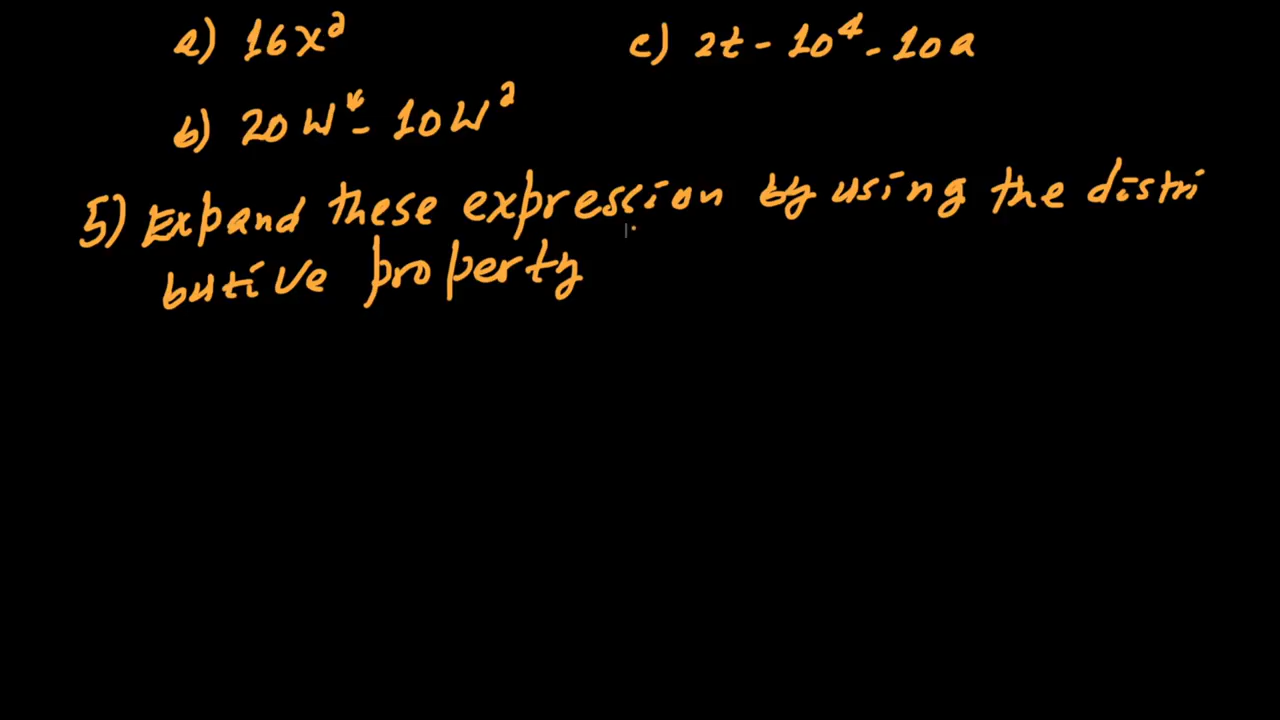 a) 16x² c) 2t - 10⁴ - 10a
b) 20w⁴ - 10w²
5) Expand these expression by using the distri
butive property